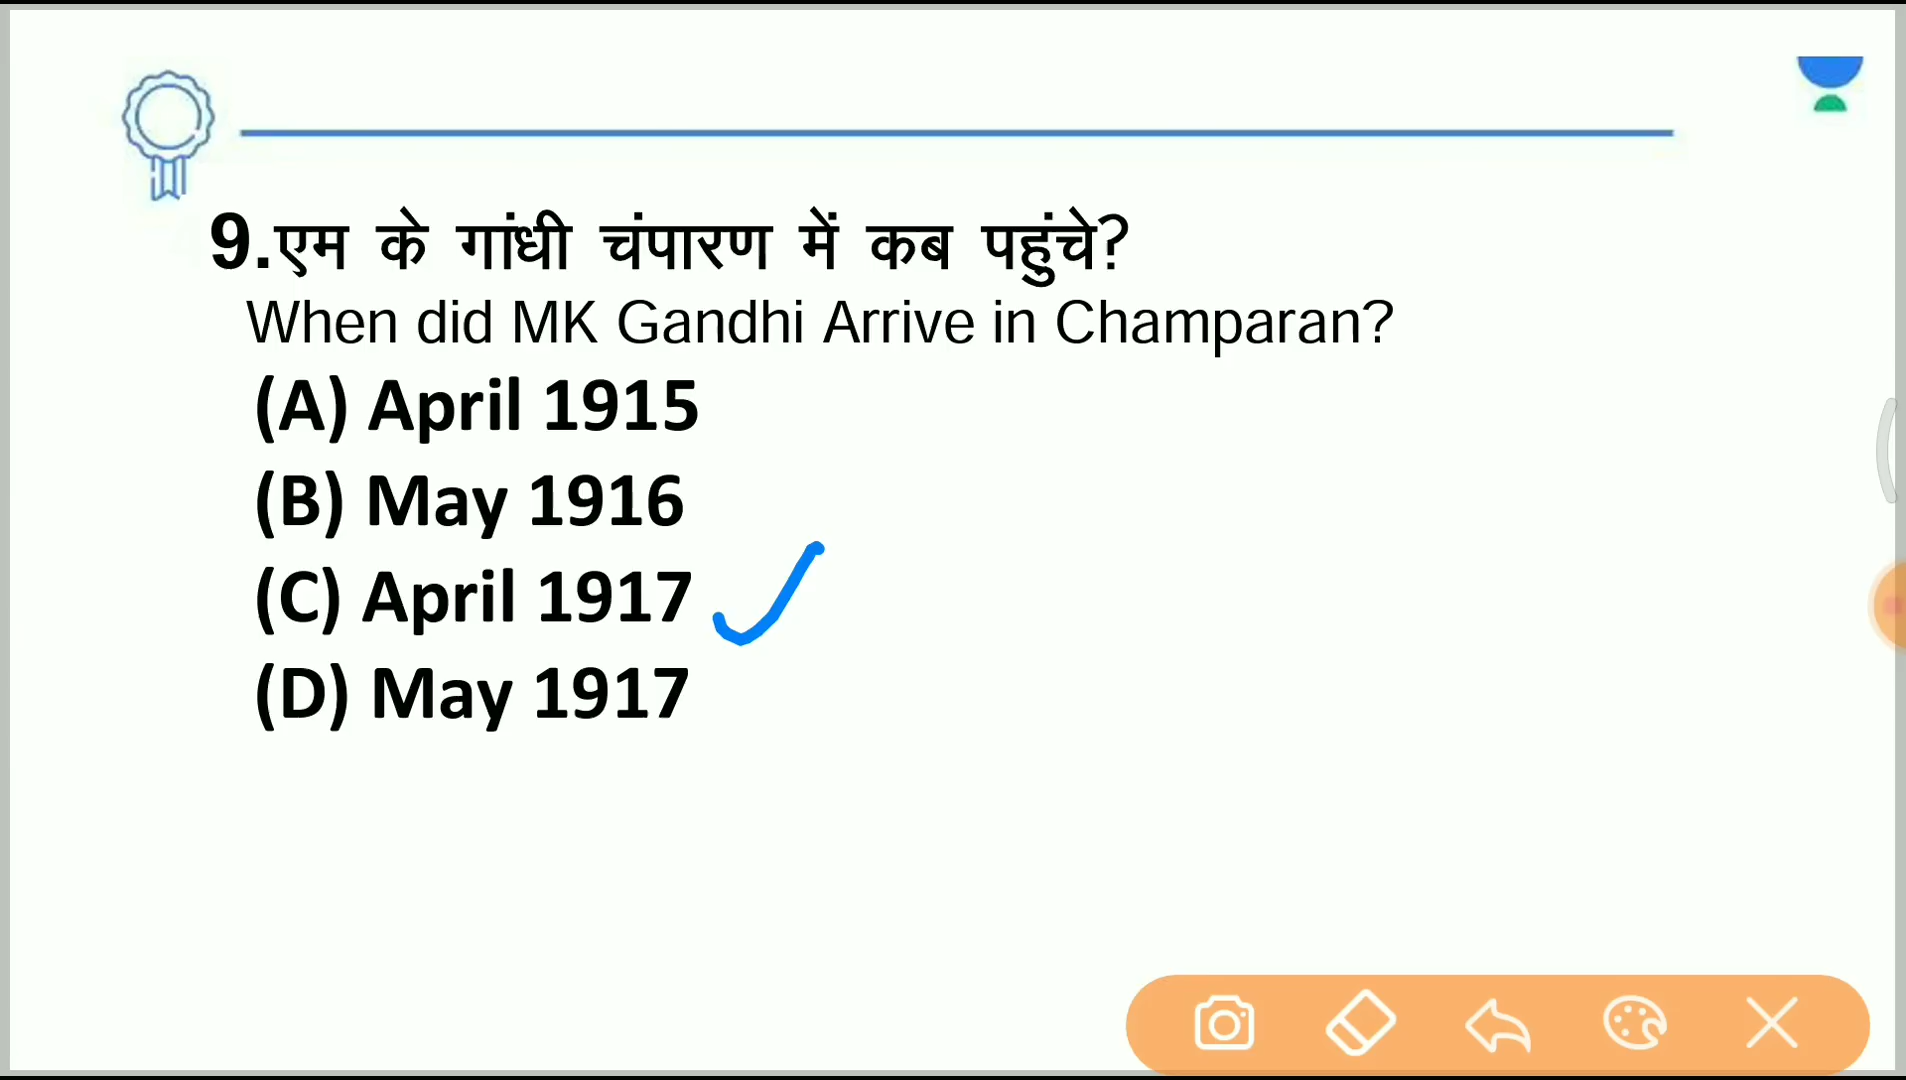 9.एम के गांधी चंपारण में कब पहुंचे?
When did MK Gandhi Arrive in Champaran?
(A) April 1915
(B) May 1916
(C) April 1917
(D) May 1917